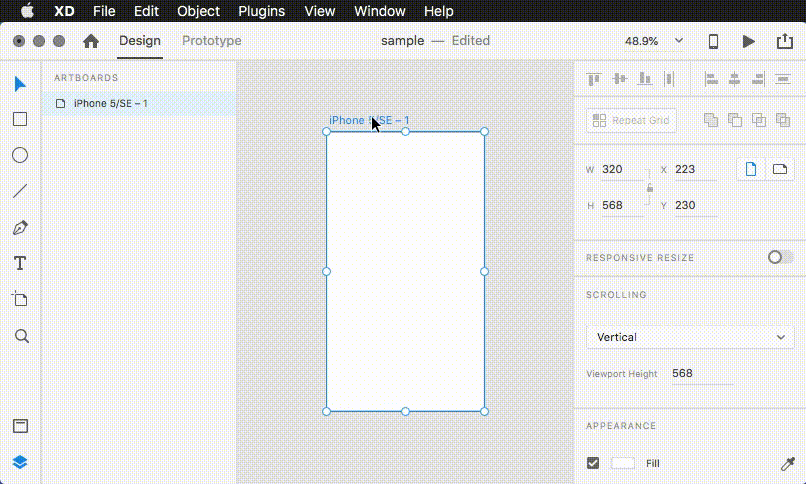 XD File Edit Object Plugins View Window Help
Design Prototype sample — Edited 48.9%
ARTBOARDS
iPhone 5/SE – 1
iPhone 5/SE – 1
Repeat Grid
W 320 X 223
H 568 Y 230
RESPONSIVE RESIZE
SCROLLING
Vertical
Viewport Height 568
APPEARANCE
Fill